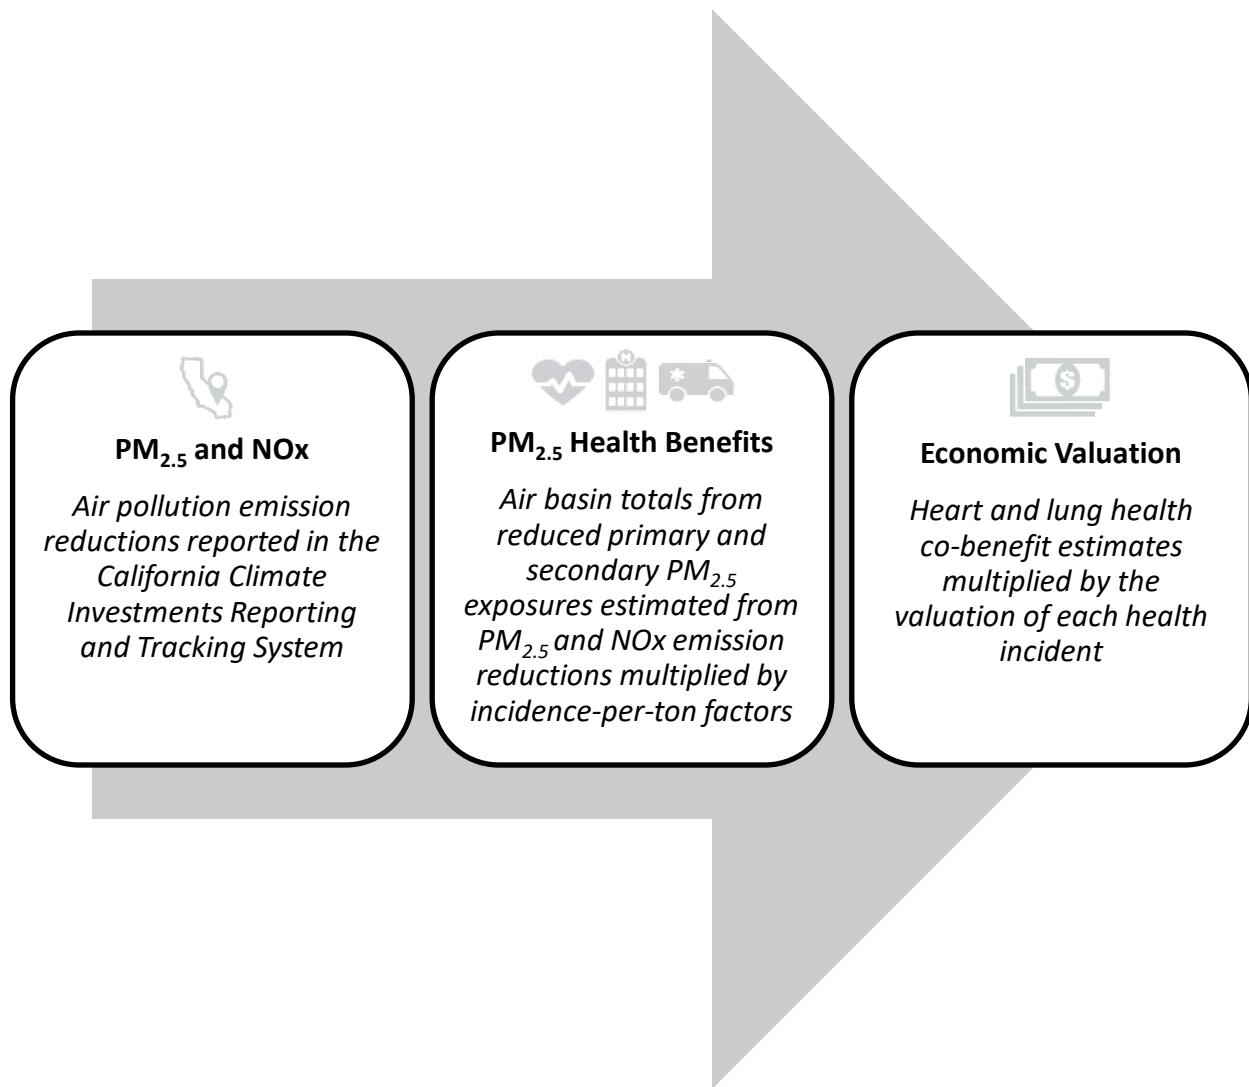 PM2.5 and NOx
Air pollution emission
reductions reported in the
California Climate
Investments Reporting
and Tracking System
H
PM2.5 Health Benefits
Air basin totals from
reduced primary and
secondary PM2.5
exposures estimated from
PM2.5 and NOx emission
reductions multiplied by
incidence-per-ton factors
$
Economic Valuation
Heart and lung health
co-benefit estimates
multiplied by the
valuation of each health
incident